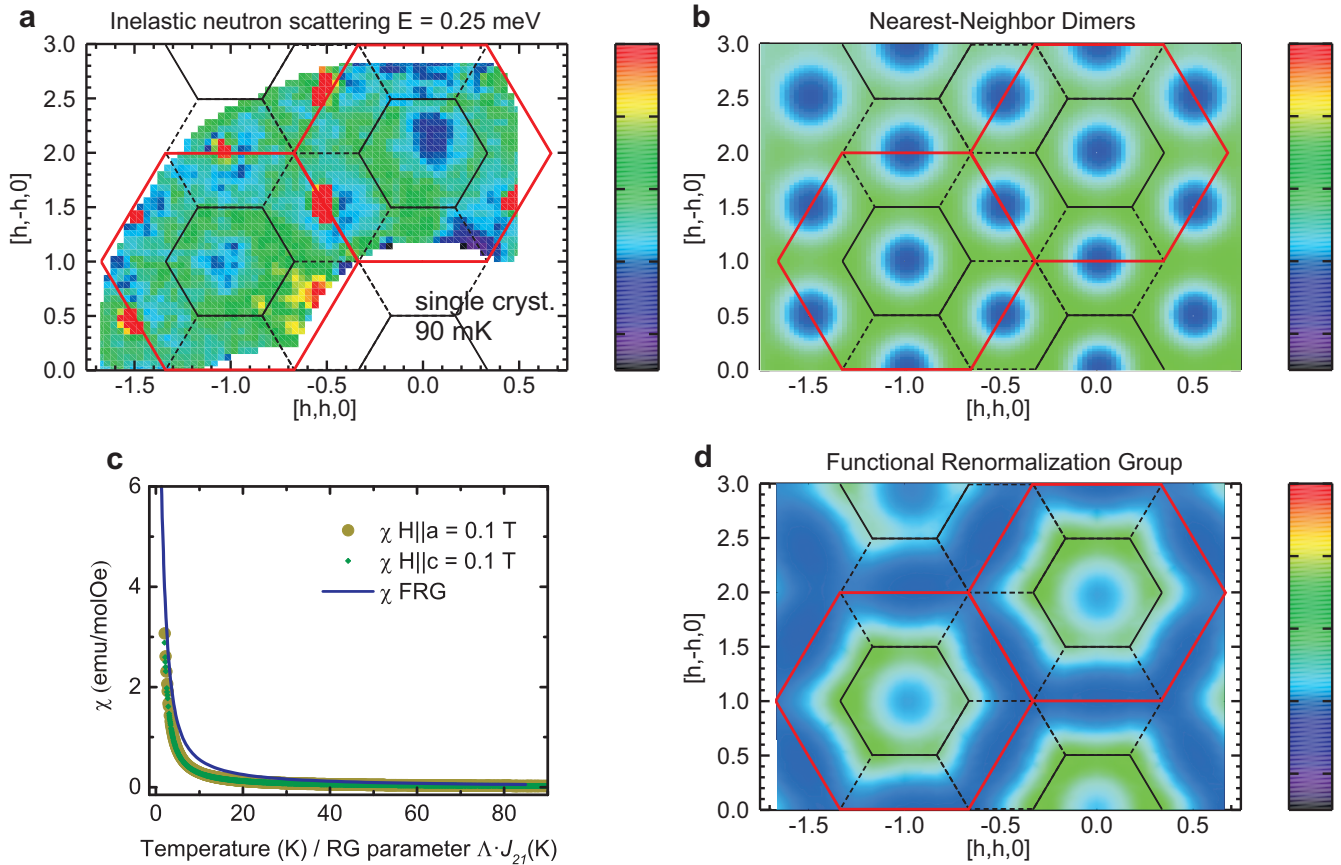 a Inelastic neutron scattering E = 0.25 meV
3.0
2.5
2.0
1.5
1.0
0.5
0.0
[h,-h,0]
single cryst.
90 mK
-1.5 -1.0 -0.5 0.0 0.5
[h,h,0]
b Nearest-Neighbor Dimers
3.0
2.5
2.0
1.5
1.0
0.5
0.0
[h,-h,0]
-1.5 -1.0 -0.5 0.0 0.5
[h,h,0]
c
6
4
2
0
χ (emu/molOe)
χ H||a = 0.1 T
χ H||c = 0.1 T
χ FRG
0 20 40 60 80
Temperature (K) / RG parameter Λ·J21(K)
d Functional Renormalization Group
3.0
2.5
2.0
1.5
1.0
0.5
0.0
[h,-h,0]
-1.5 -1.0 -0.5 0.0 0.5
[h,h,0]